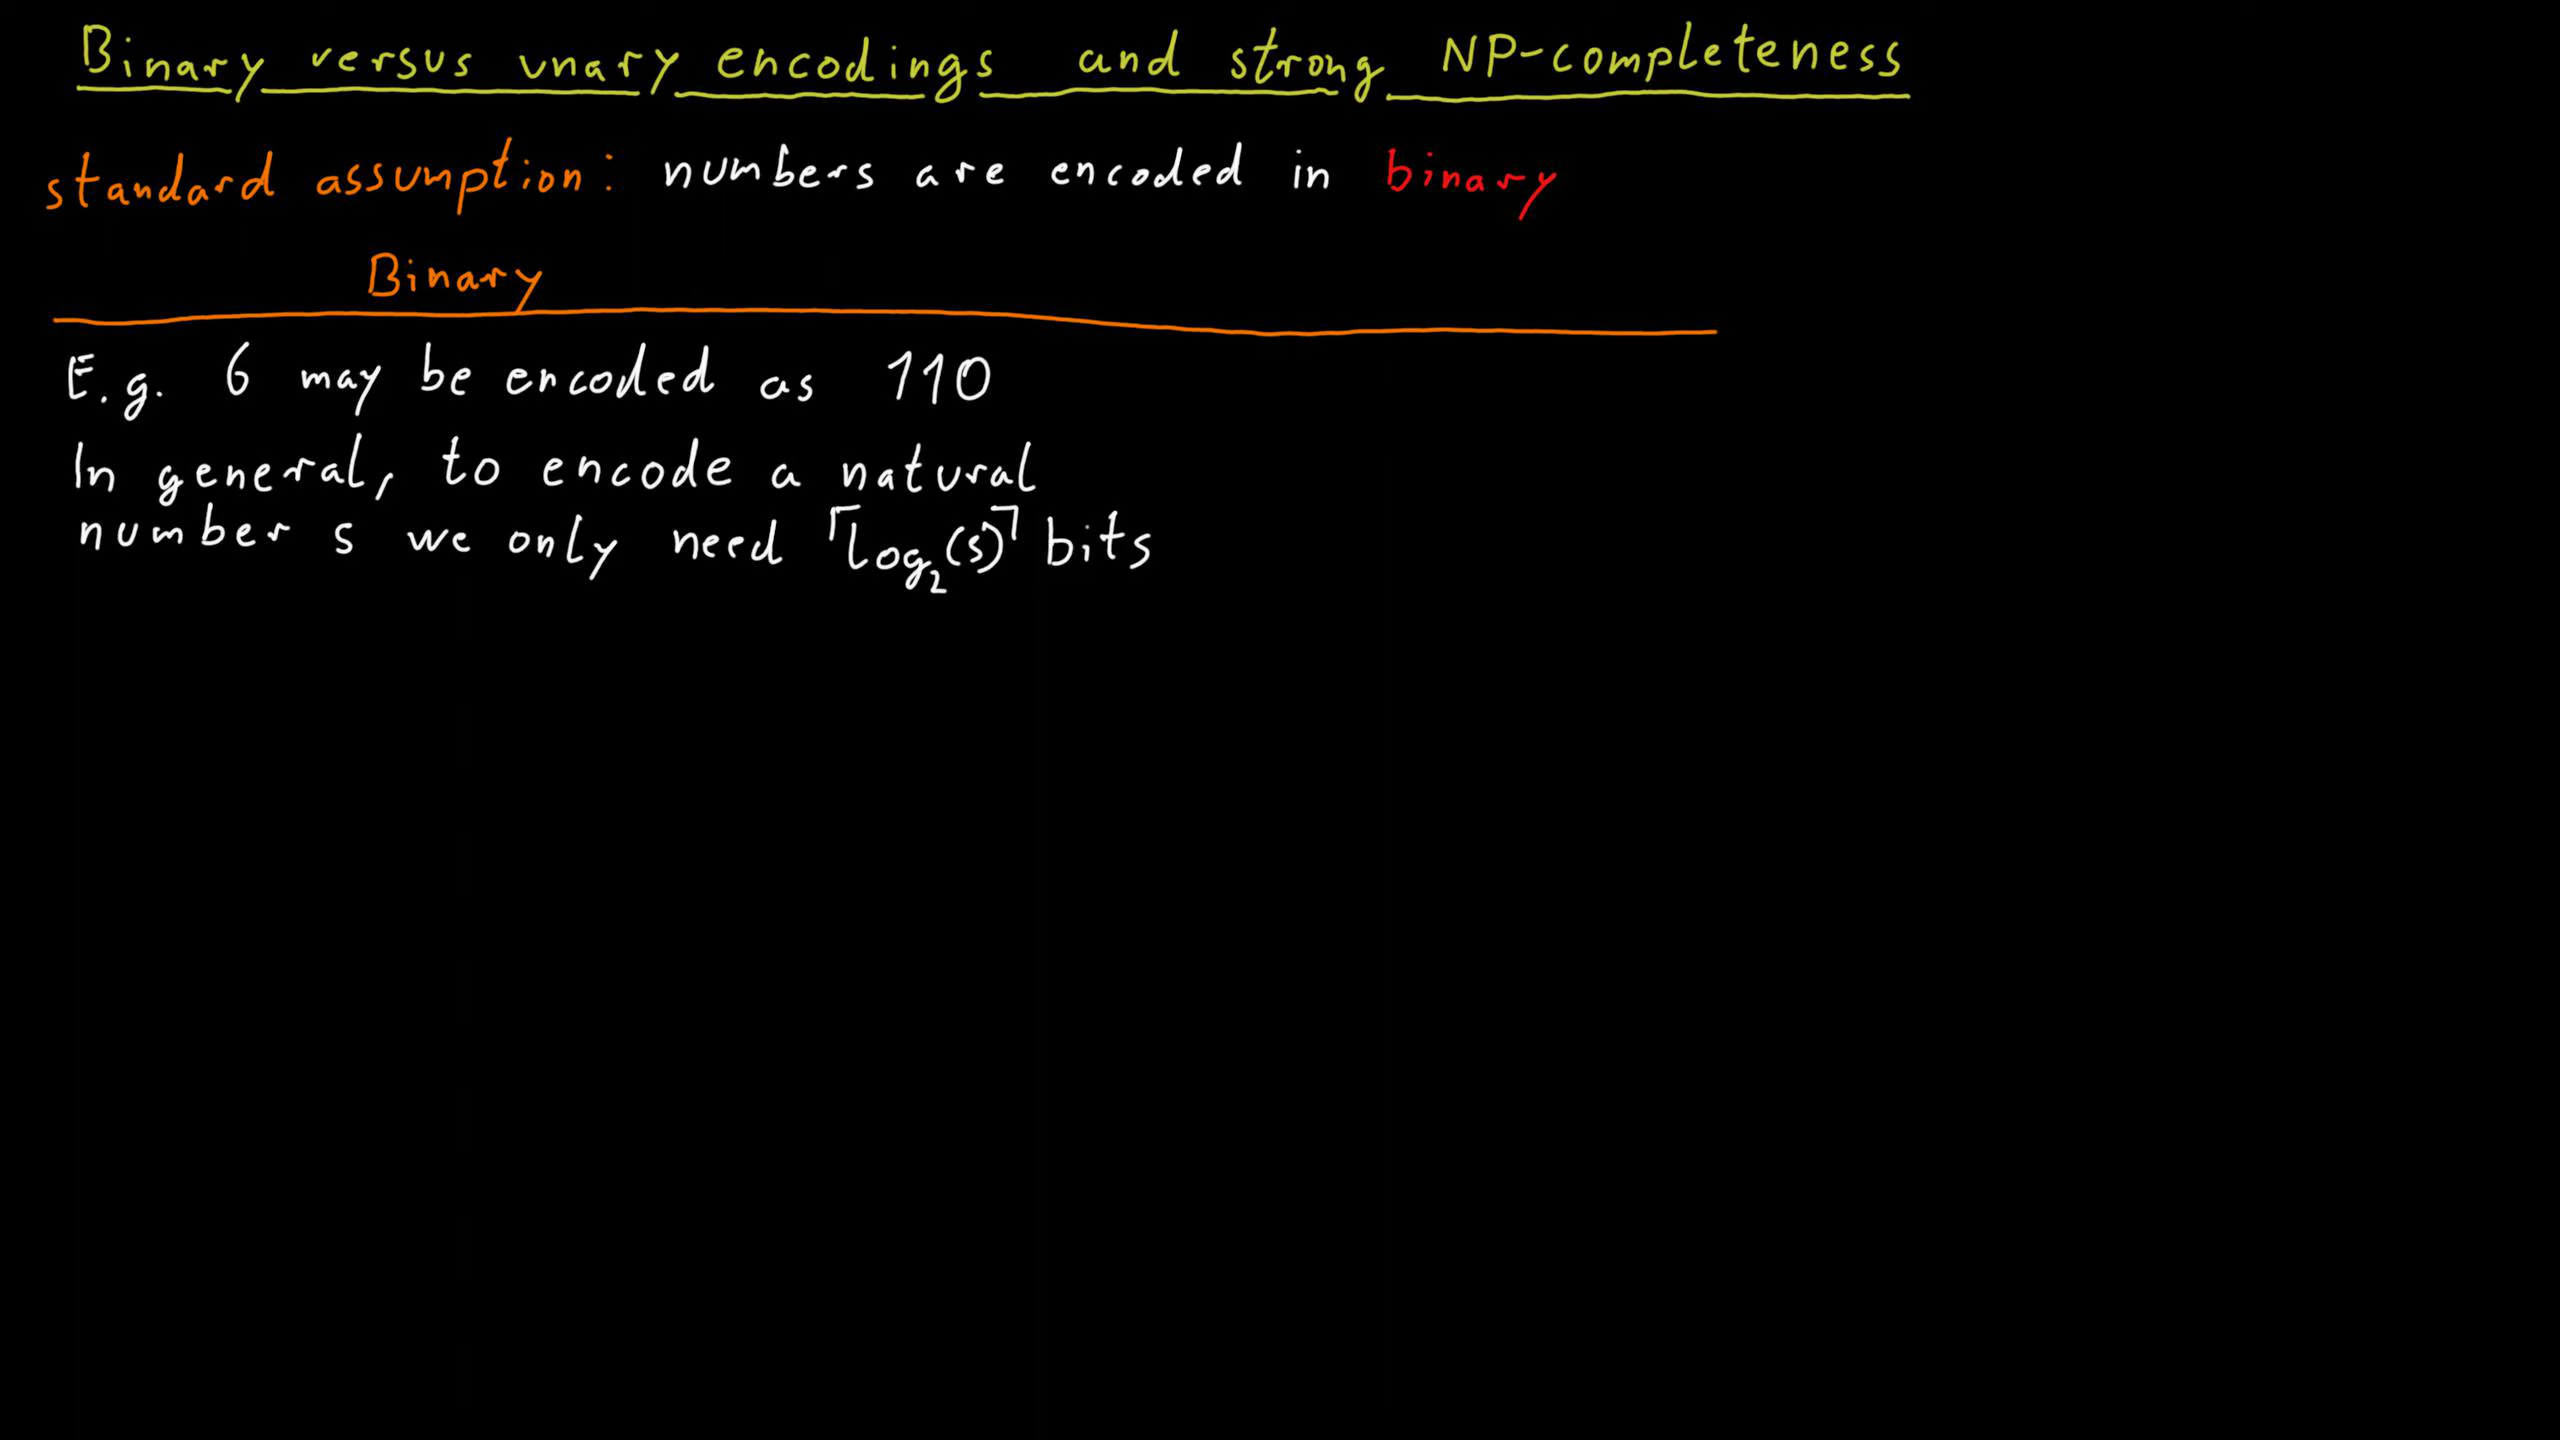 Binary versus unary encodings and strong NP-completeness
standard assumption: numbers are encoded in binary
Binary
E.g. 6 may be encoded as 110
In general, to encode a natural
number s we only need ⌈log₂(s)⌉ bits